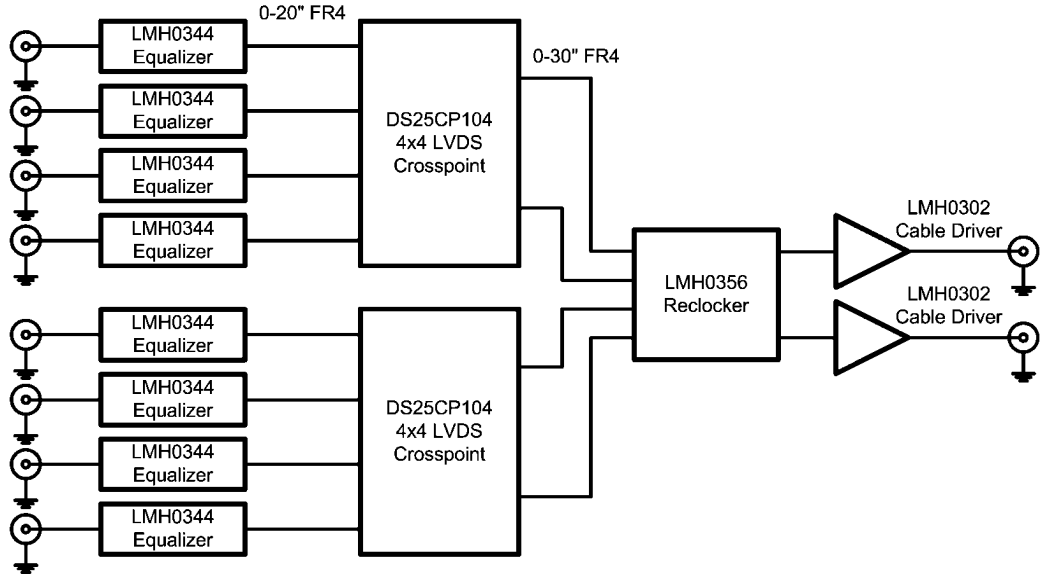 0-20" FR4
LMH0344
Equalizer
LMH0344
Equalizer
LMH0344
Equalizer
LMH0344
Equalizer
DS25CP104
4x4 LVDS
Crosspoint
0-30" FR4
LMH0344
Equalizer
LMH0344
Equalizer
LMH0344
Equalizer
LMH0344
Equalizer
DS25CP104
4x4 LVDS
Crosspoint
LMH0356
Reclocker
LMH0302
Cable Driver
LMH0302
Cable Driver